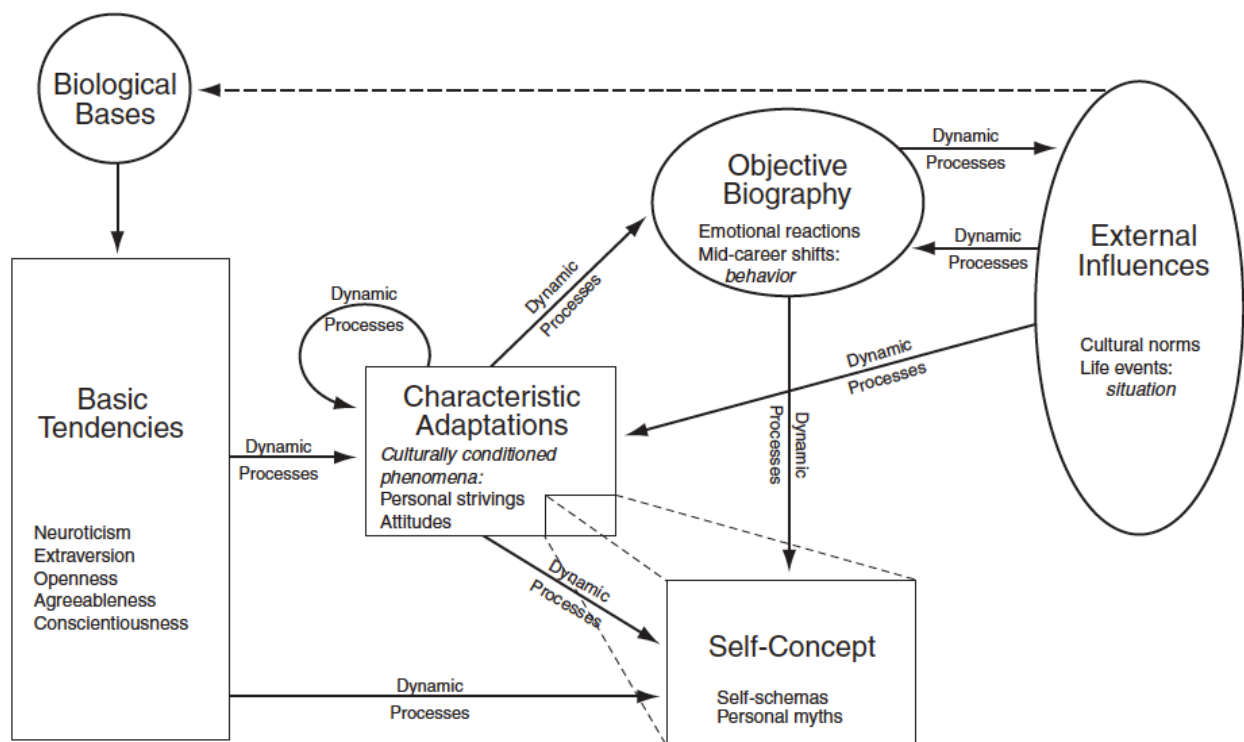 Biological
Bases
Dynamic
Processes
Objective
Biography
Emotional reactions
Mid-career shifts:
behavior
Dynamic
Processes
External
Influences
Cultural norms
Life events:
situation
Dynamic
Processes
Dynamic
Processes
Dynamic
Processes
Basic
Tendencies
Neuroticism
Extraversion
Openness
Agreeableness
Conscientiousness
Dynamic
Processes
Characteristic
Adaptations
Culturally conditioned
phenomena:
Personal strivings
Attitudes
Dynamic
Processes
Dynamic
Processes
Self-Concept
Self-schemas
Personal myths
Dynamic
Processes